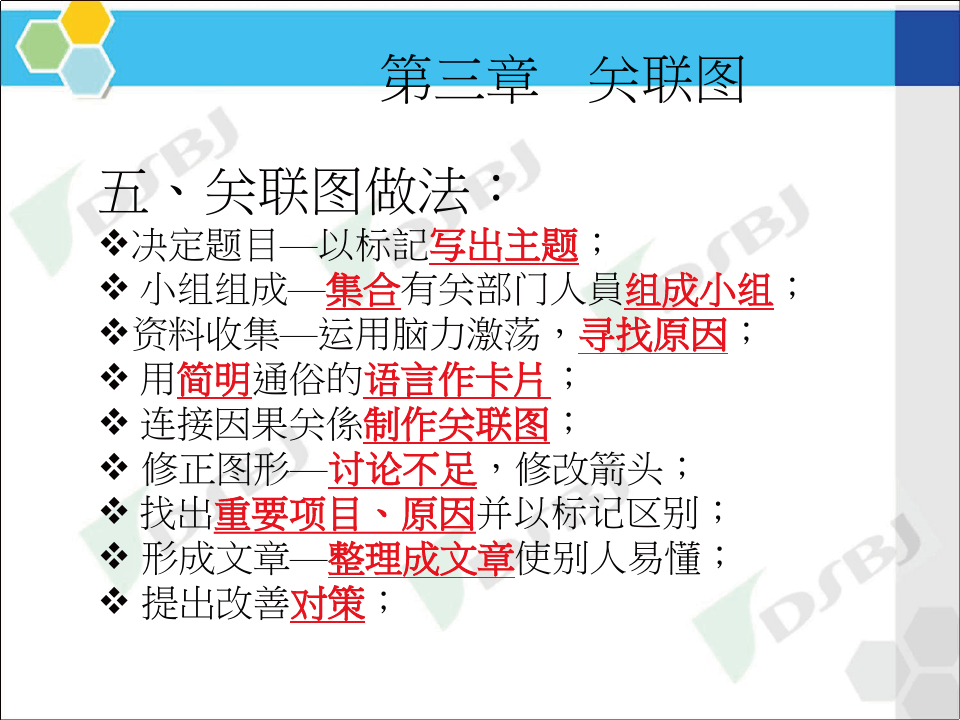 第三章 关联图
五、关联图做法：
❖决定题目—以标記写出主题；
❖ 小组组成—集合有关部门人員组成小组；
❖资料收集—运用脑力激荡，寻找原因；
❖ 用简明通俗的语言作卡片；
❖ 连接因果关係制作关联图；
❖ 修正图形—讨论不足，修改箭头；
❖ 找出重要项目、原因并以标记区别；
❖ 形成文章—整理成文章使别人易懂；
❖ 提出改善对策；
DSBJ
DSBJ
DSBJ
DSBJ
DSBJ
DSBJ